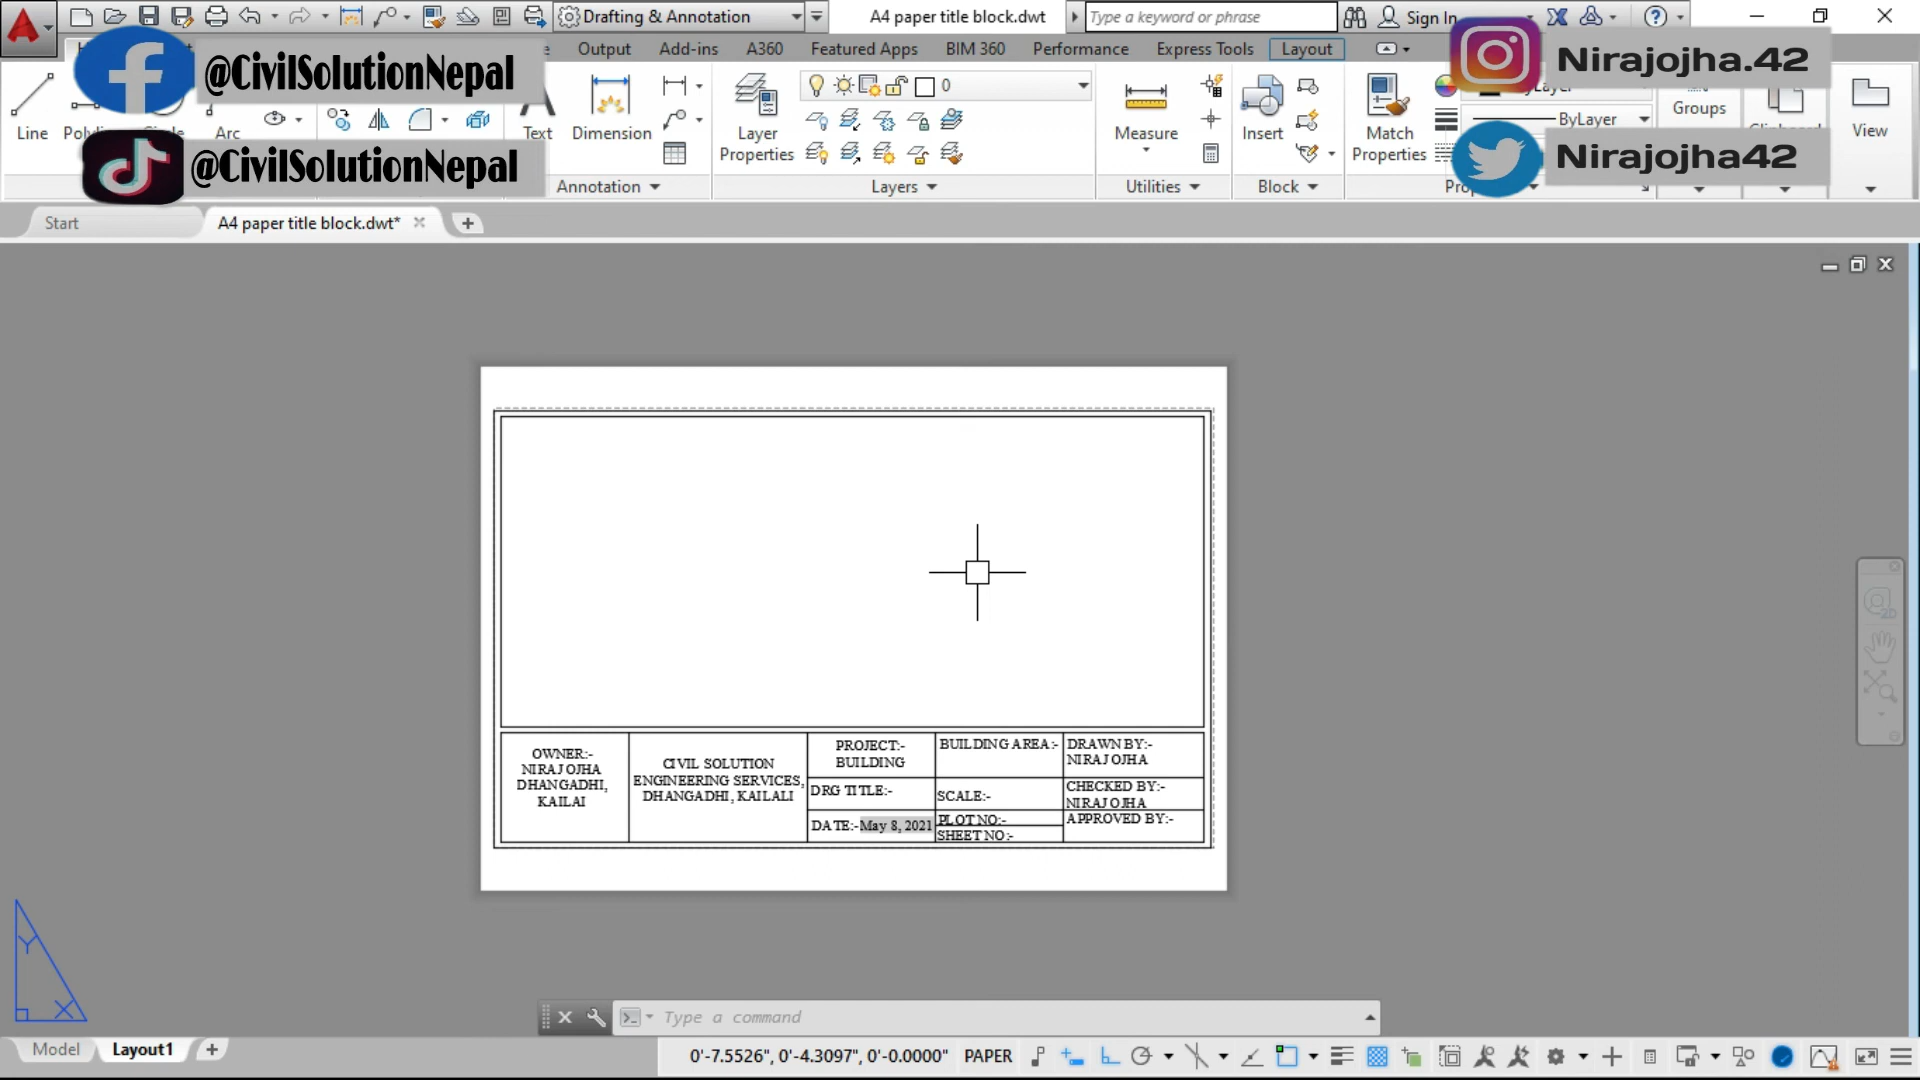 Drafting & Annotation
A4 paper title block.dwt
Type a keyword or phrase
Sign In
Output
Add-ins
A360
Featured Apps
BIM 360
Performance
Express Tools
Layout
@CivilSolutionNepal
@CivilSolutionNepal
Nirajojha.42
Nirajojha42
0
ByLayer
Line
Arc
Text
Dimension
Layer
Properties
Measure
Insert
Match
Properties
Groups
View
Annotation
Layers
Utilities
Block
Start
A4 paper title block.dwt*
OWNER:-
NIRAJ OJHA
DHANGADHI,
KAILAI
CIVIL SOLUTION
ENGINEERING SERVICES,
DHANGADHI, KAILALI
PROJECT:-
BUILDING
DRG TITLE:-
DATE:-May 8, 2021
BUILDING AREA:-
SCALE:-
PLOT NO:-
SHEET NO:-
DRAWN BY:-
NIRAJ OJHA
CHECKED BY:-
NIRAJ OJHA
APPROVED BY:-
Y
X
2D
Type a command
Model
Layout1
0'-7.5526", 0'-4.3097", 0'-0.0000"
PAPER